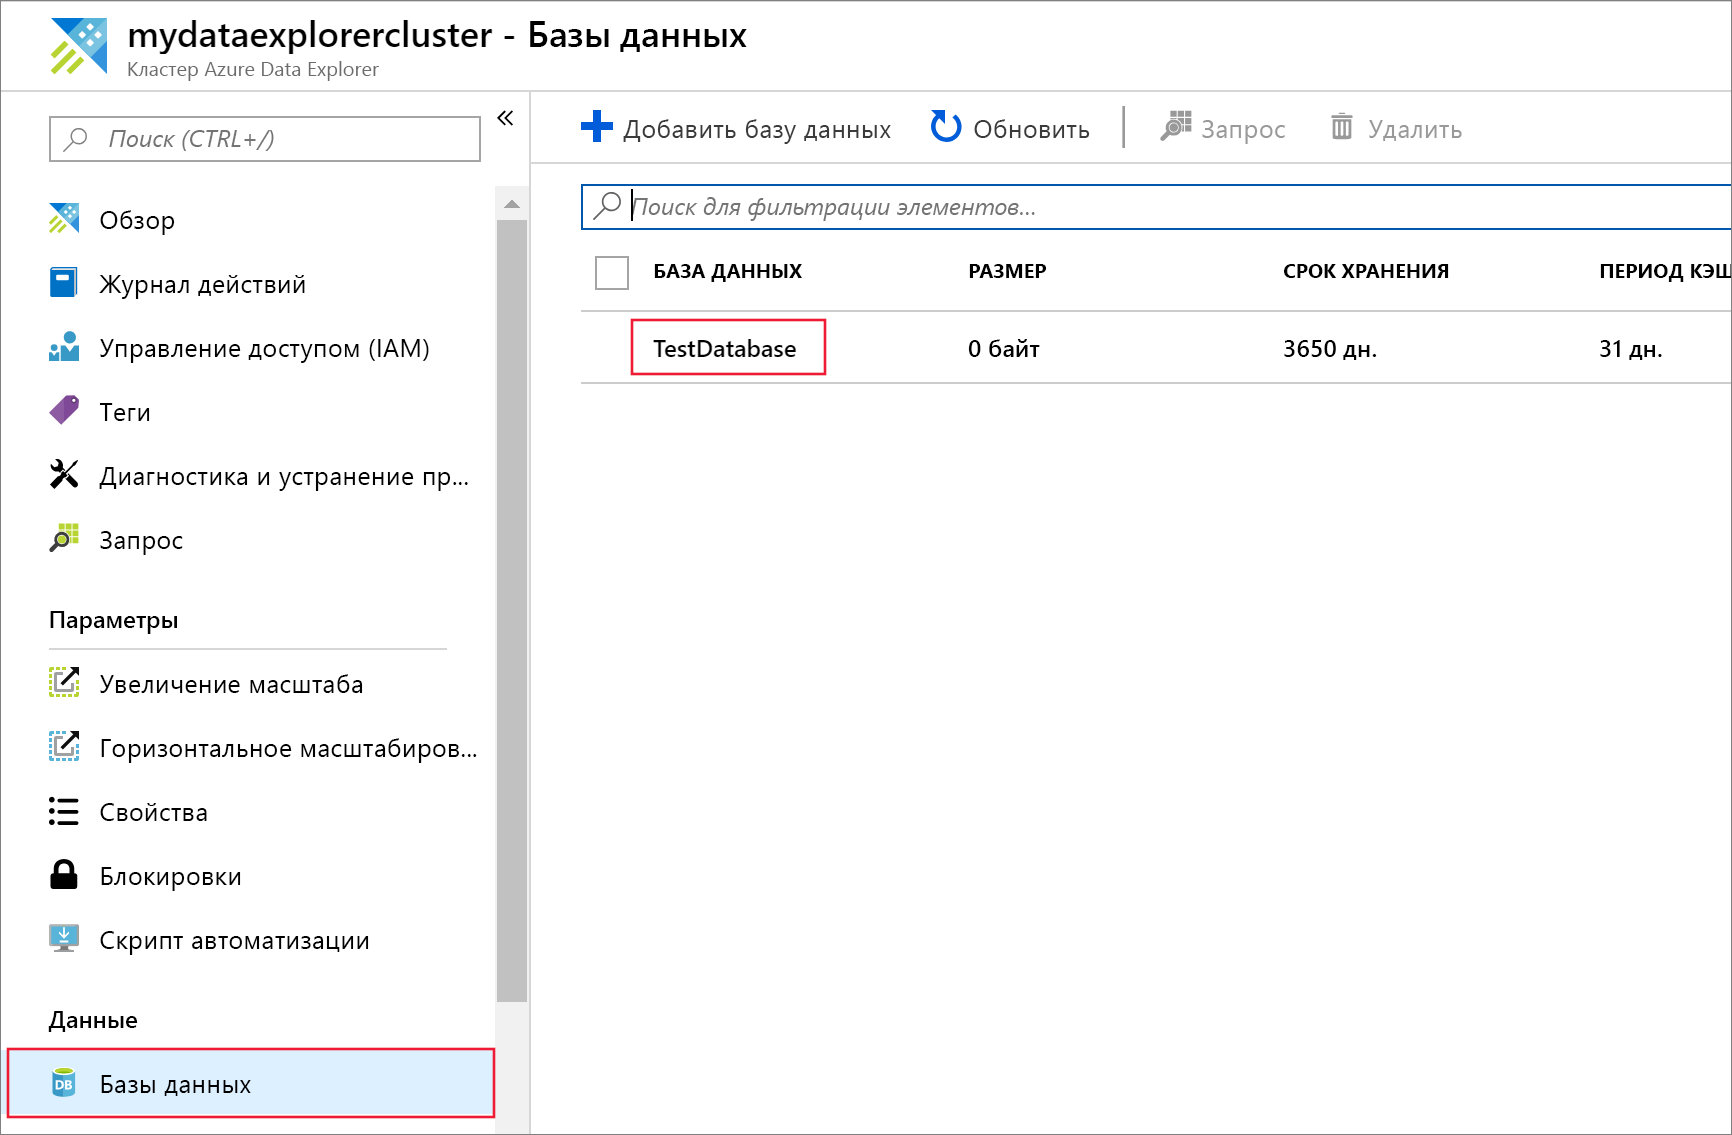 mydataexplorercluster - Базы данных
Кластер Azure Data Explorer
Поиск (CTRL+/)
«
Обзор
Журнал действий
Управление доступом (IAM)
Теги
Диагностика и устранение пр...
Запрос
Параметры
Увеличение масштаба
Горизонтальное масштабиров...
Свойства
Блокировки
Скрипт автоматизации
Данные
DB Базы данных
Добавить базу данных Обновить Запрос Удалить
Поиск для фильтрации элементов...
БАЗА ДАННЫХ РАЗМЕР СРОК ХРАНЕНИЯ ПЕРИОД КЭШ
TestDatabase 0 байт 3650 дн. 31 дн.